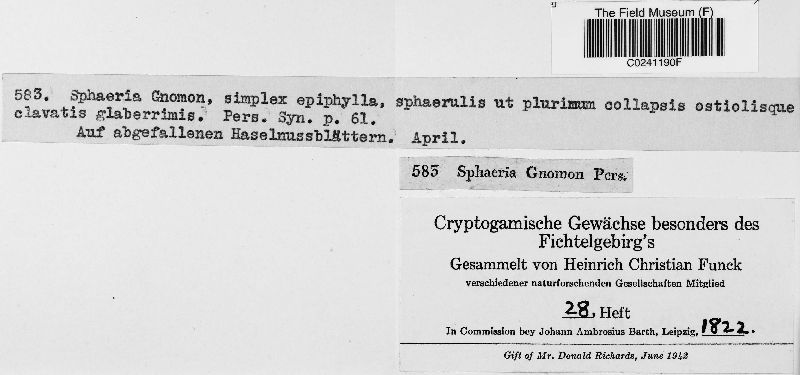 The Field Museum (F)
C0241190F
583. Sphaeria Gnomon, simplex epiphylla, sphaerulis ut plurimum collapsis ostiolisque
clavatis glaberrimis. Pers. Syn. p. 61.
Auf abgefallenen Haselnussblättern. April.
583 Sphaeria Gnomon Pers.
Cryptogamische Gewächse besonders des
Fichtelgebirg's
Gesammelt von Heinrich Christian Funck
verschiedener naturforschenden Gesellschaften Mitglied
28. Heft
In Commission bey Johann Ambrosius Barth, Leipzig, 1822.
Gift of Mr. Donald Richards, June 1942